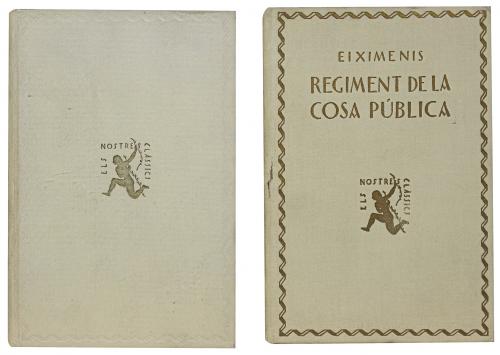 ELS NOSTRES CLÀSSICS
EIXIMENIS
REGIMENT DE LA
COSA PÚBLICA
ELS NOSTRES CLÀSSICS